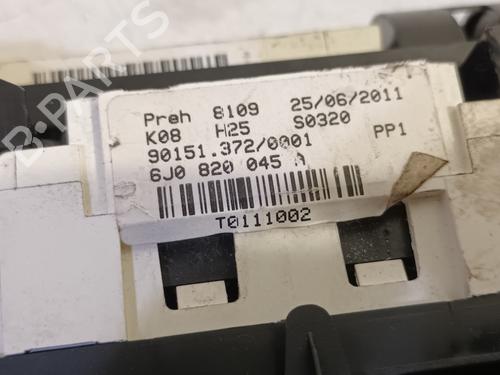 Preh 8109 25/06/2011
K08 H25 S0320
90151.372/0001 PP1
6J0 820 045
T0111002
B-PARTS